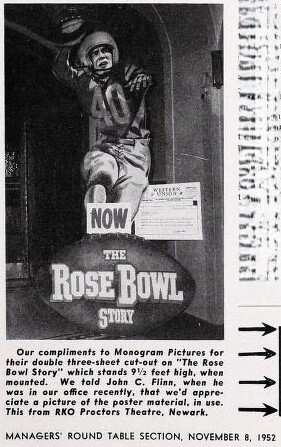 40
WESTERN
UNION
NOW
THE
ROSE BOWL
STORY
Our compliments to Monogram Pictures for
their double three-sheet cut-out on "The Rose
Bowl Story" which stands 9½ feet high, when
mounted. We told John C. Flinn, when he
was in our office recently, that we'd appre-
ciate a picture of the poster material, in use.
This from RKO Proctors Theatre, Newark.
MANAGERS' ROUND TABLE SECTION, NOVEMBER 8, 1952